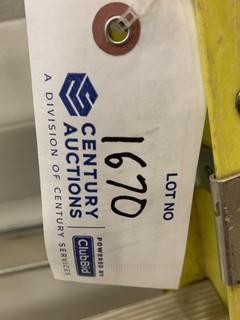 CENTURY
AUCTIONS
A DIVISION OF CENTURY SERVICES
POWERED BY
ClubBid
LOT NO
1670